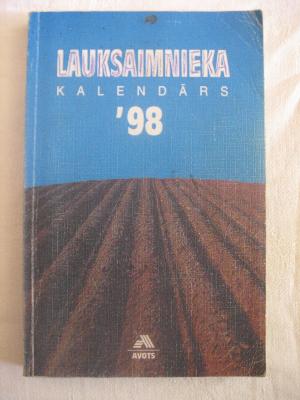 LAUKSAIMNIEKA
KALENDĀRS
'98
AVOTS